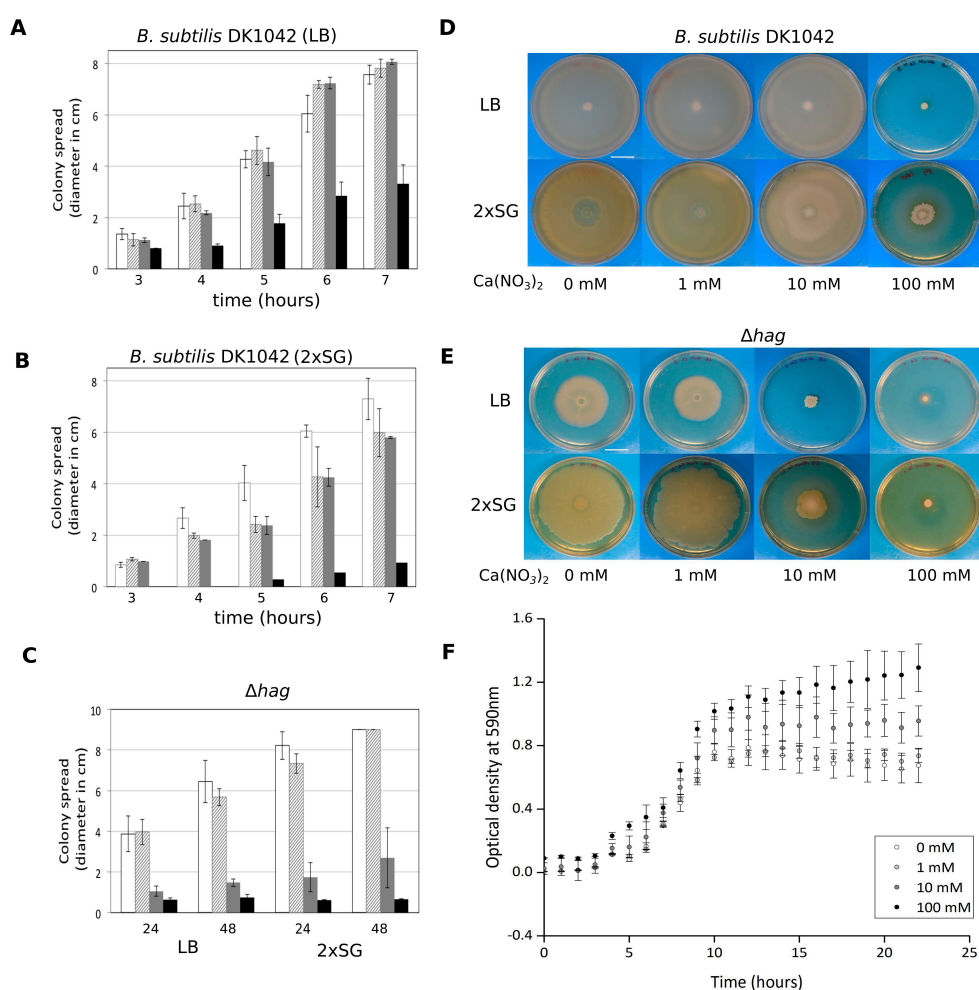 A
B. subtilis DK1042 (LB)
Colony spread
(diameter in cm)
8
6
4
2
0
3 4 5 6 7
time (hours)
B
B. subtilis DK1042 (2xSG)
Colony spread
(diameter in cm)
8
6
4
2
0
3 4 5 6 7
time (hours)
C
Δhag
Colony spread
(diameter in cm)
10
8
6
4
2
0
24 48 24 48
LB 2xSG
D
B. subtilis DK1042
LB
2xSG
Ca(NO3)2 0 mM 1 mM 10 mM 100 mM
E
Δhag
LB
2xSG
Ca(NO3)2 0 mM 1 mM 10 mM 100 mM
F
Optical density at 590nm
1.6
1.2
0.8
0.4
0.0
-0.4
0 5 10 15 20 25
Time (hours)
0 mM
1 mM
10 mM
100 mM